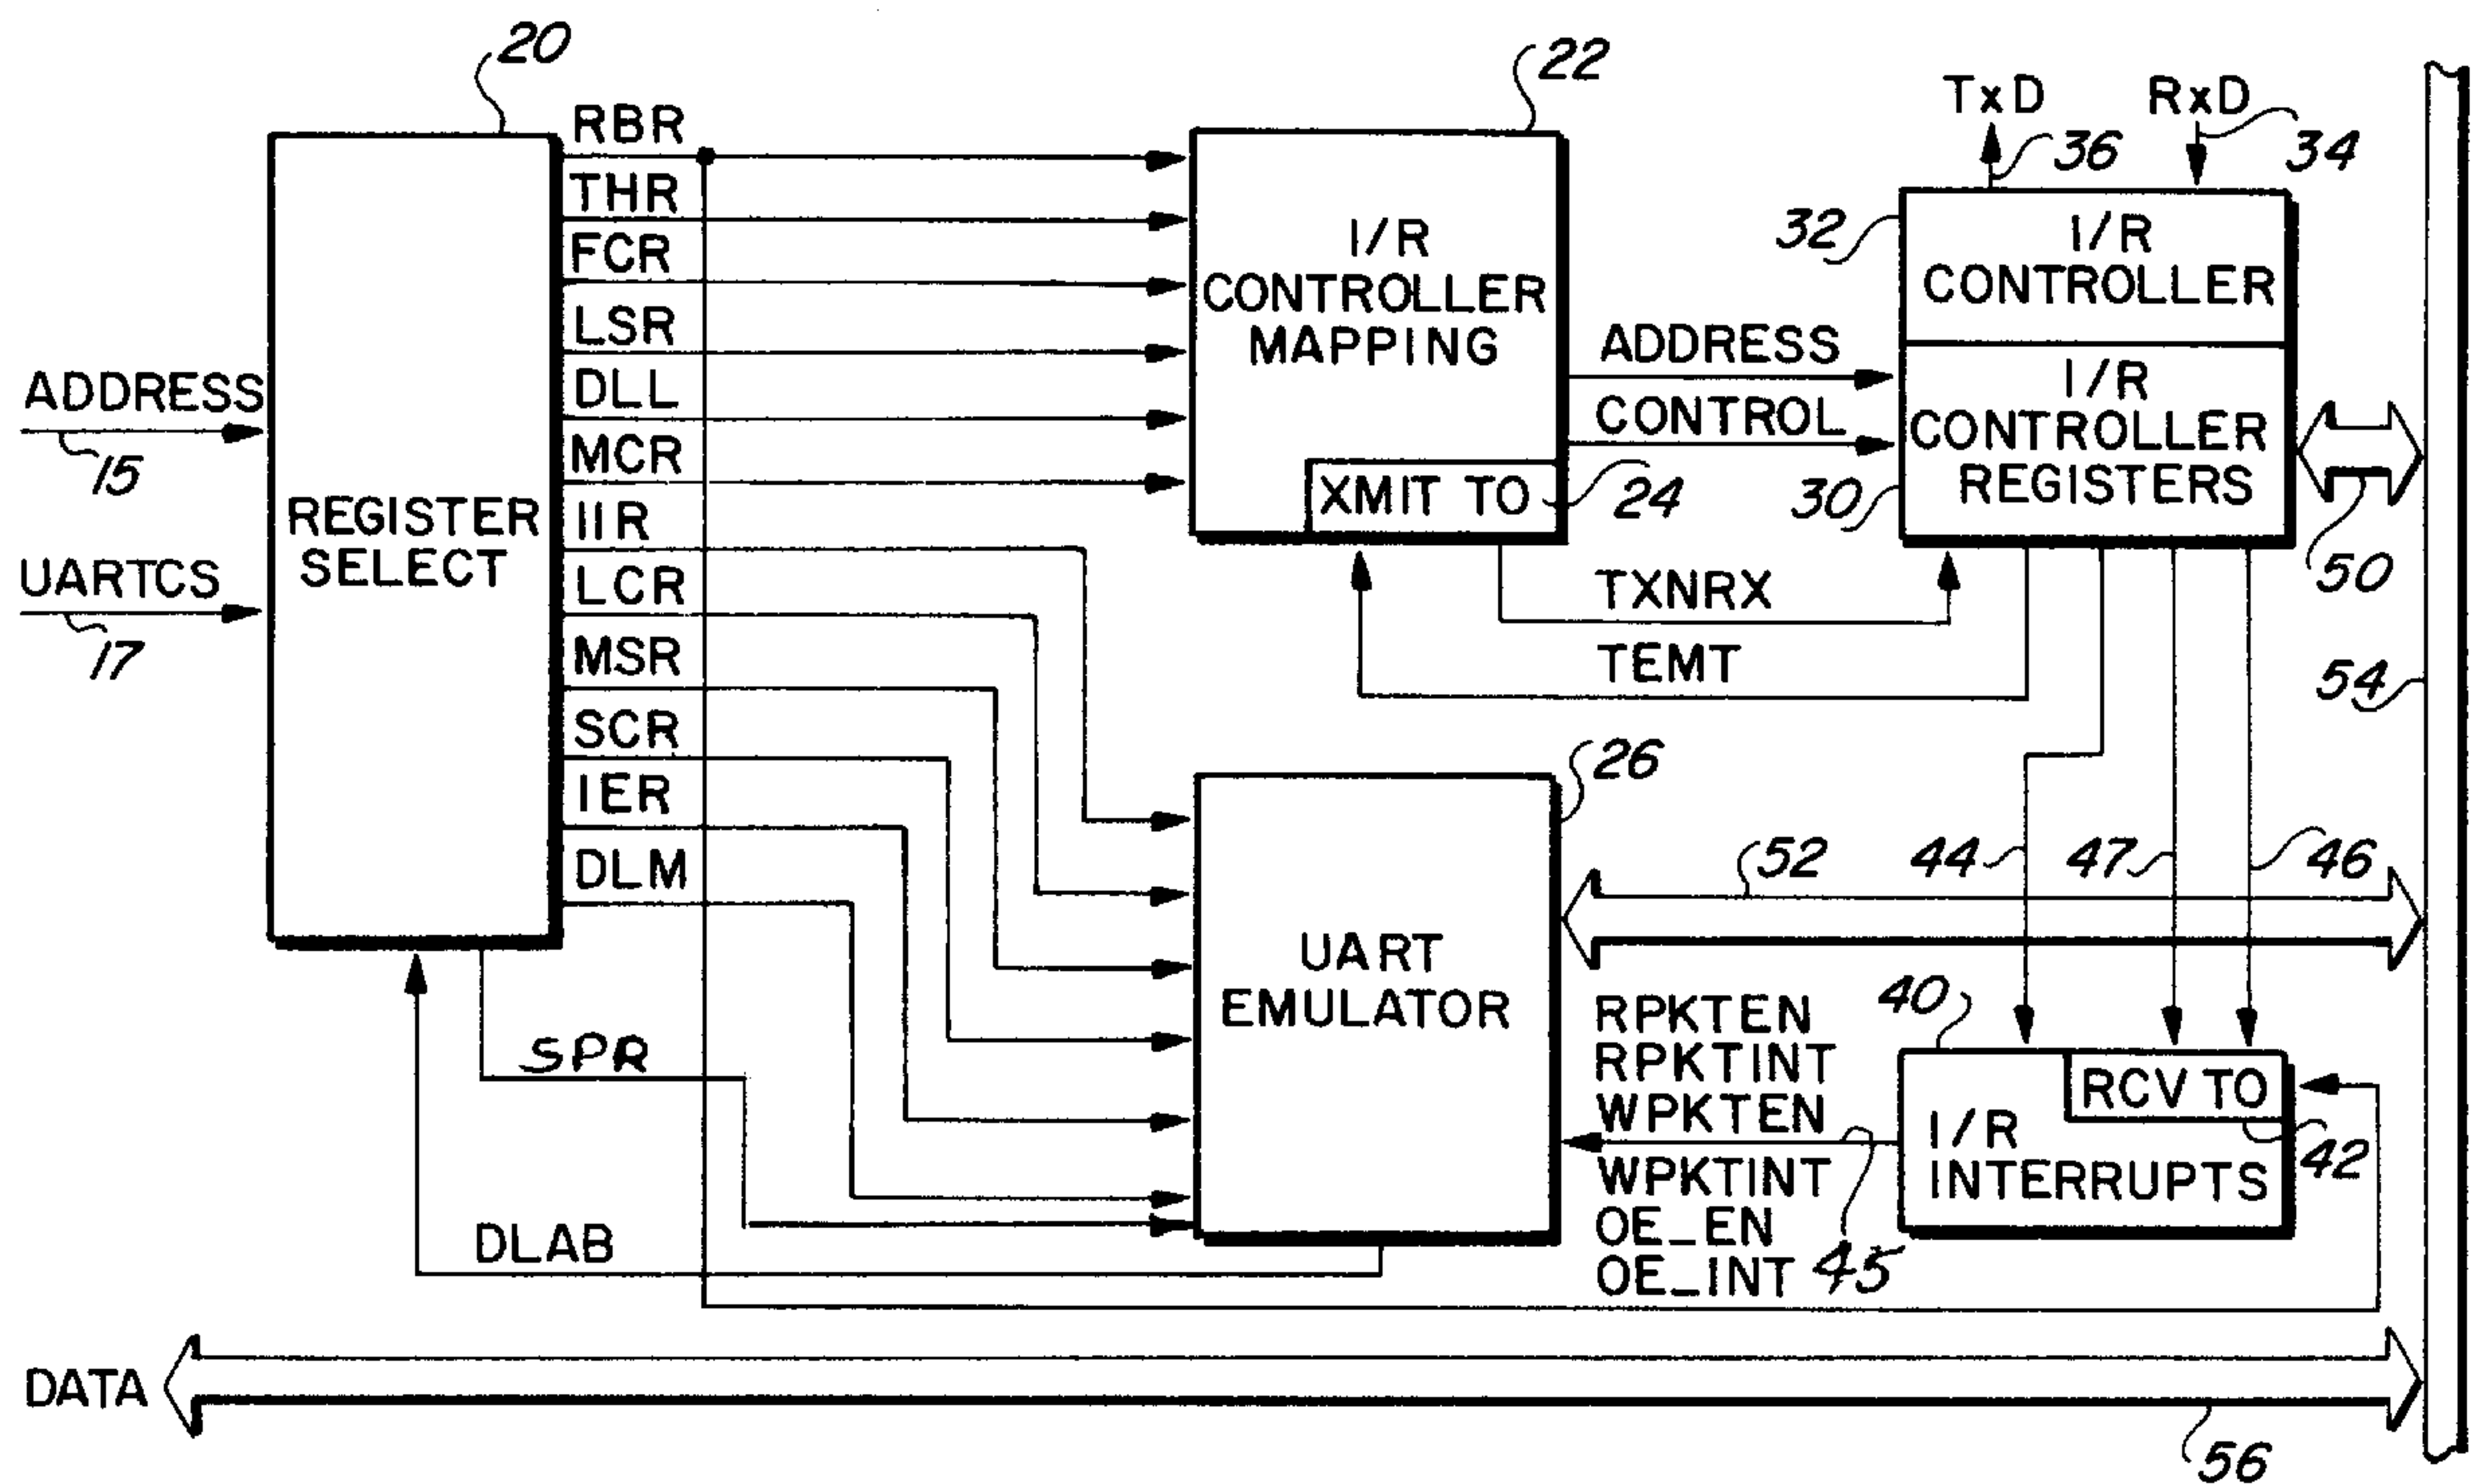 20
RBR
THR
FCR
LSR
DLL
MCR
IIR
LCR
MSR
SCR
IER
DLM
ADDRESS
15
UARTCS
17
REGISTER
SELECT
SPR
DLAB
22
I/R
CONTROLLER
MAPPING
XMIT TO
24
ADDRESS
CONTROL
TXNRX
TEMT
TxD
36
RxD
34
32
I/R
CONTROLLER
I/R
CONTROLLER
REGISTERS
30
50
54
26
UART
EMULATOR
52
44
47
46
40
RCV TO
42
I/R
INTERRUPTS
RPKTEN
RPKTINT
WPKTEN
WPKTINT
OE_EN
OE_INT
45
DATA
56